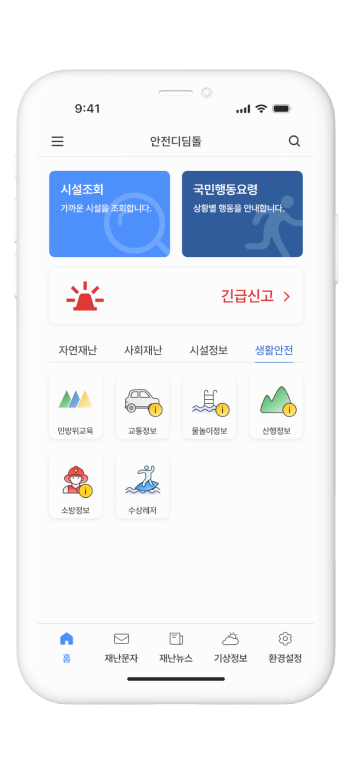 9:41
안전디딤돌
시설조회
가까운 시설을 조회합니다.
국민행동요령
상황별 행동을 안내합니다.
긴급신고
자연재난 사회재난 시설정보 생활안전
민방위교육 교통정보 물놀이정보 산행정보
소방정보 수상레저
홈 재난문자 재난뉴스 기상정보 환경설정